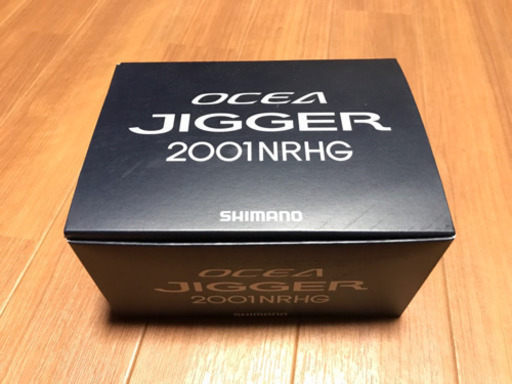 OCEA
JIGGER
2001NRHG
SHIMANO
OCEA
JIGGER
2001NRHG
SHIMANO